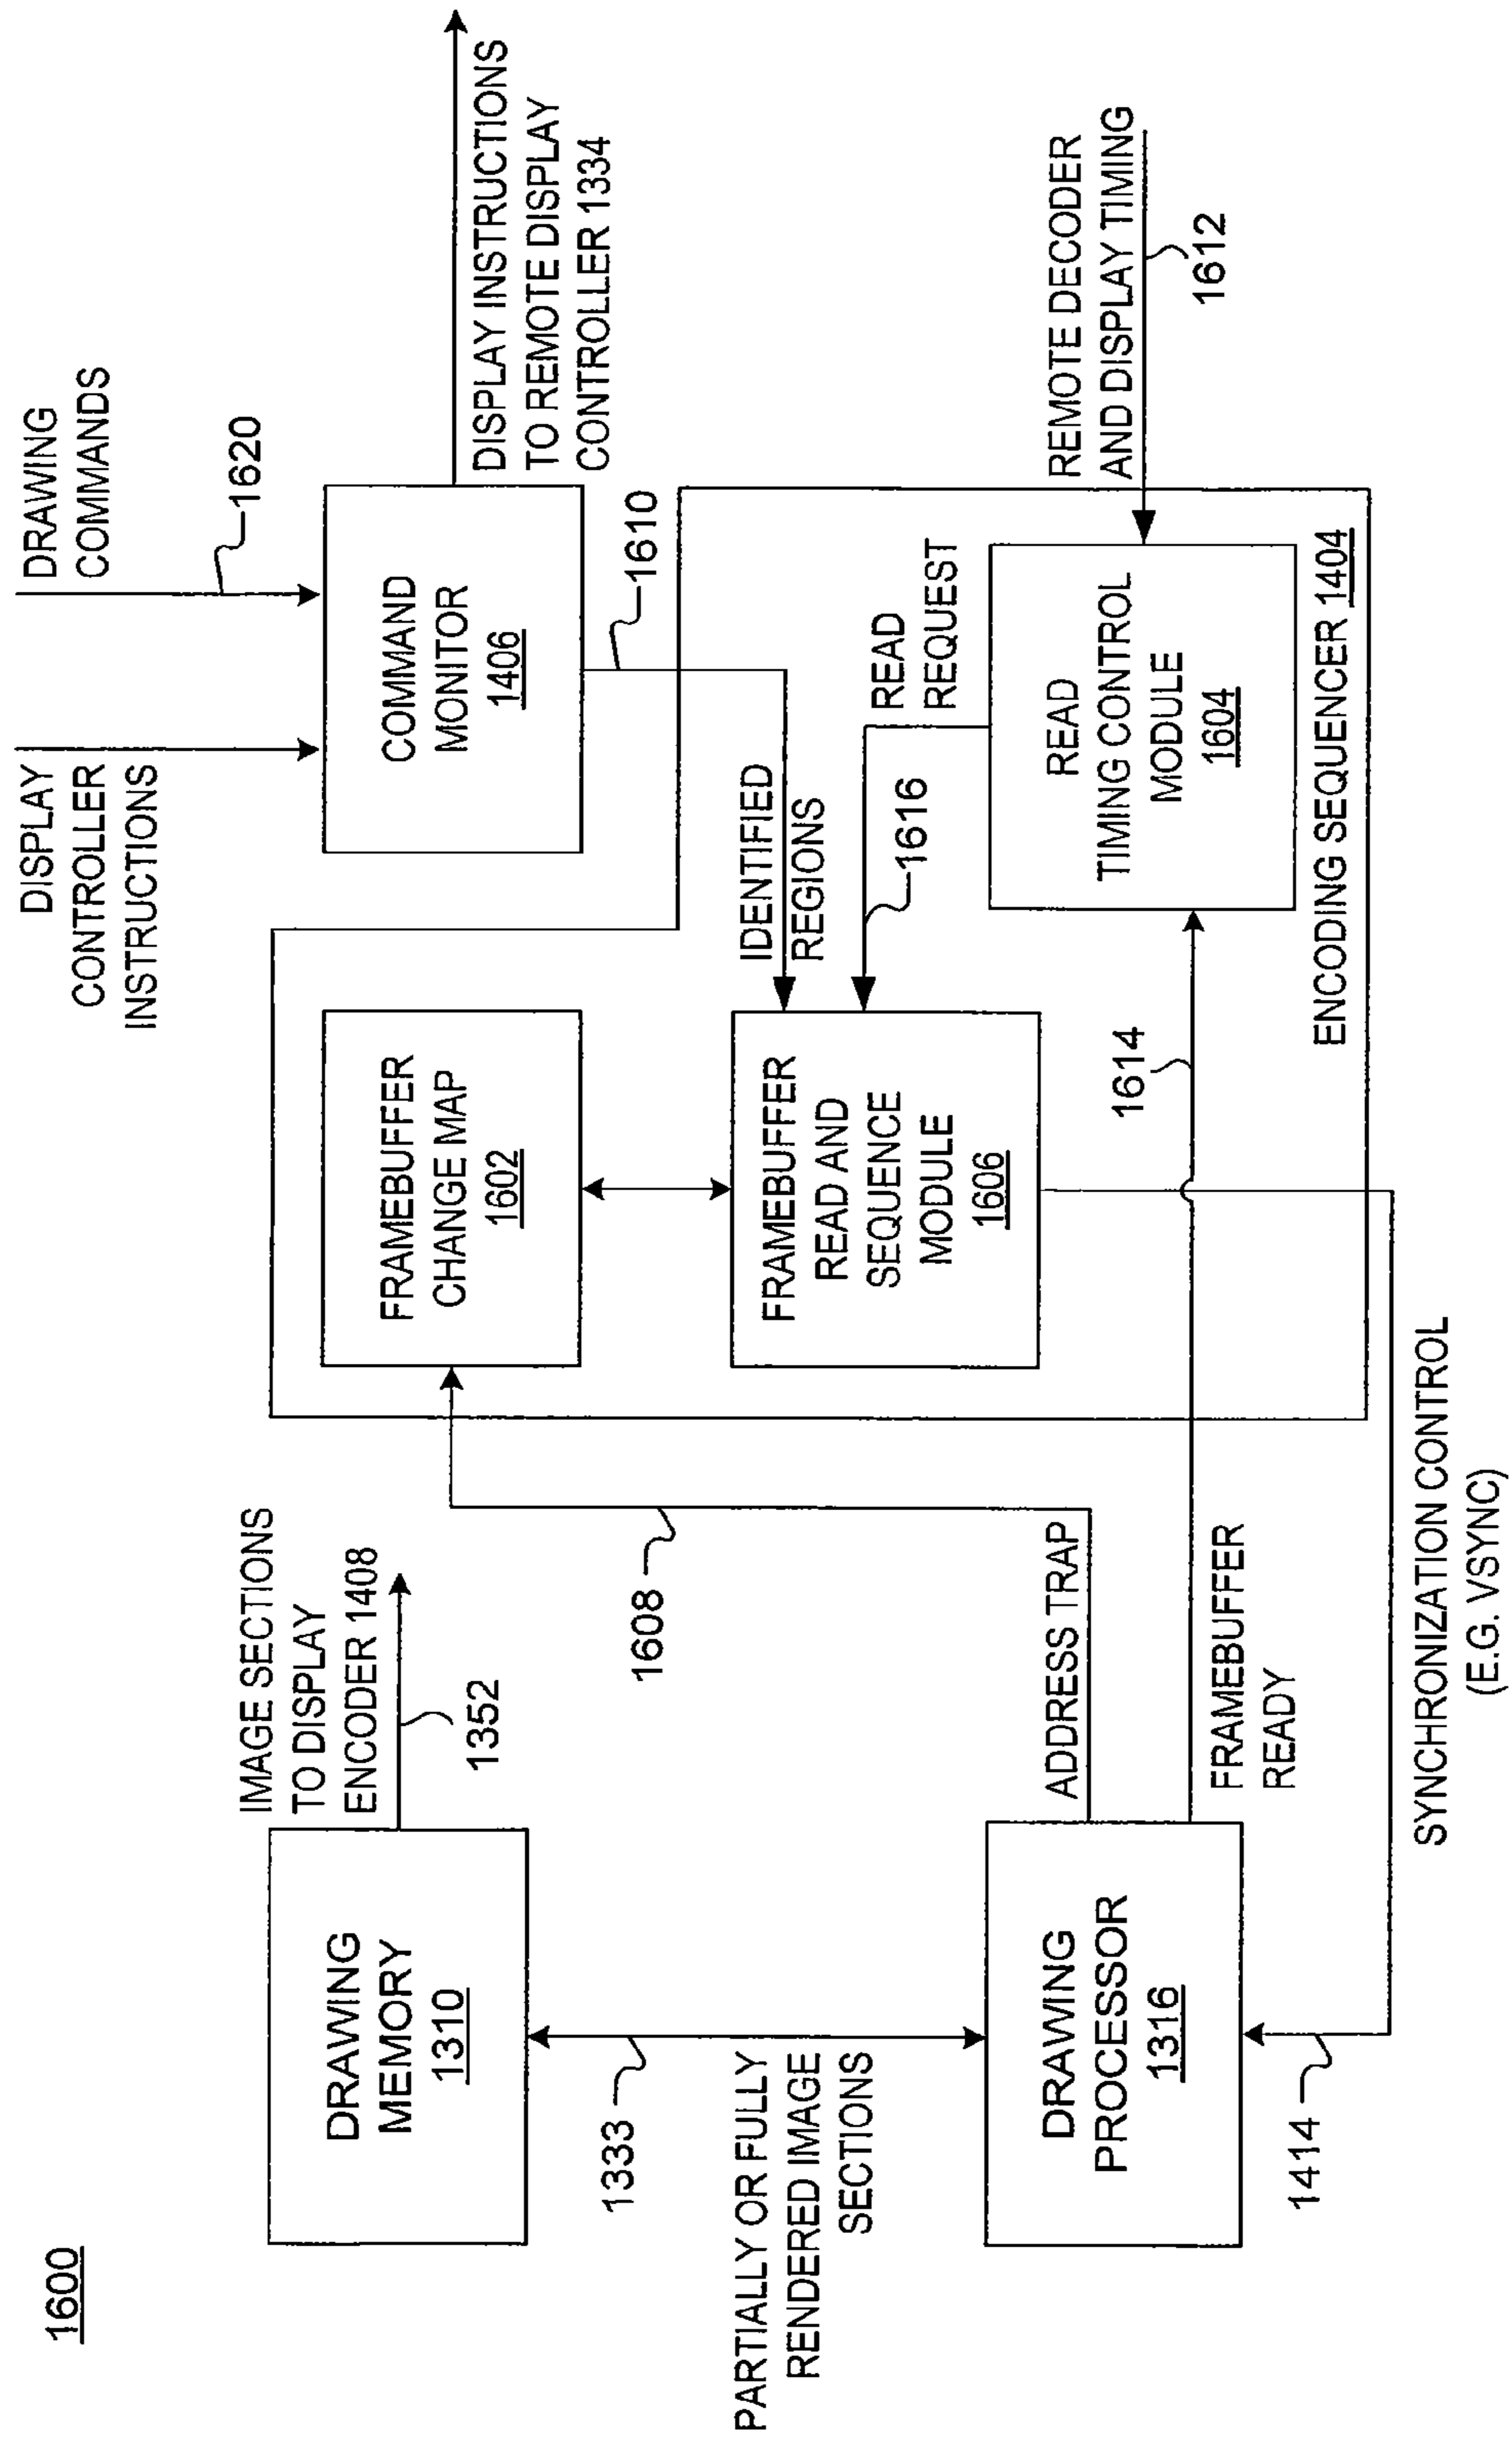 1600
DRAWING
MEMORY
1310
IMAGE SECTIONS
TO DISPLAY
ENCODER 1408
1352
1333
PARTIALLY OR FULLY
RENDERED IMAGE
SECTIONS
DRAWING
PROCESSOR
1316
1414
ADDRESS TRAP
FRAMEBUFFER
READY
1608
SYNCHRONIZATION CONTROL
(E.G. VSYNC)
FRAMEBUFFER
CHANGE MAP
1602
FRAMEBUFFER
READ AND
SEQUENCE
MODULE
1606
1614
DISPLAY
CONTROLLER
INSTRUCTIONS
DRAWING
COMMANDS
1620
COMMAND
MONITOR
1406
1610
IDENTIFIED
REGIONS
1616
READ
REQUEST
READ
TIMING CONTROL
MODULE
1604
ENCODING SEQUENCER 1404
DISPLAY INSTRUCTIONS
TO REMOTE DISPLAY
CONTROLLER 1334
REMOTE DECODER
AND DISPLAY TIMING
1612